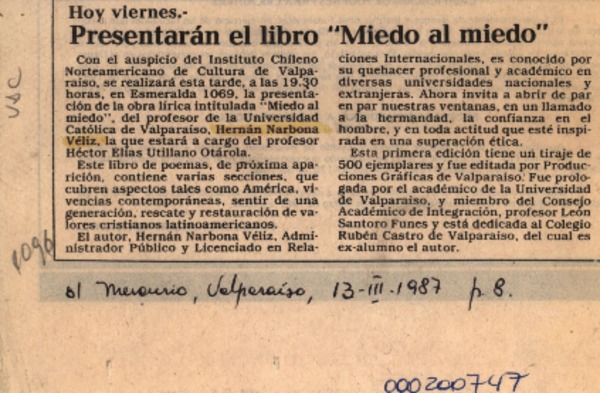 Hoy viernes.-
Presentarán el libro "Miedo al miedo"
Con el auspicio del Instituto Chileno
Norteamericano de Cultura de Valpa-
raíso, se realizará esta tarde, a las 19.30
horas, en Esmeralda 1069, la presenta-
ción de la obra lírica intitulada "Miedo al
miedo", del profesor de la Universidad
Católica de Valparaíso, Hernán Narbona
Véliz, la que estará a cargo del profesor
Héctor Elías Utillano Otárola.
Este libro de poemas, de próxima apa-
rición, contiene varias secciones, que
cubren aspectos tales como América, vi-
vencias contemporáneas, sentir de una
generación, rescate y restauración de va-
lores cristianos latinoamericanos.
El autor, Hernán Narbona Véliz, Admi-
nistrador Público y Licenciado en Rela-
ciones Internacionales, es conocido por
su quehacer profesional y académico en
diversas universidades nacionales y
extranjeras. Ahora invita a abrir de par
en par nuestras ventanas, en un llamado
a la hermandad, la confianza en el
hombre, y en toda actitud que esté inspi-
rada en una superación ética.
Esta primera edición tiene un tiraje de
500 ejemplares y fue editada por Produc-
ciones Gráficas de Valparaíso. Fue prolo-
gada por el académico de la Universidad
de Valparaíso, y miembro del Consejo
Académico de Integración, profesor León
Santoro Funes y está dedicada al Colegio
Rubén Castro de Valparaíso, del cual es
ex-alumno el autor.
El Mercurio, Valparaíso, 13-III-1987 p. 8.
000200747